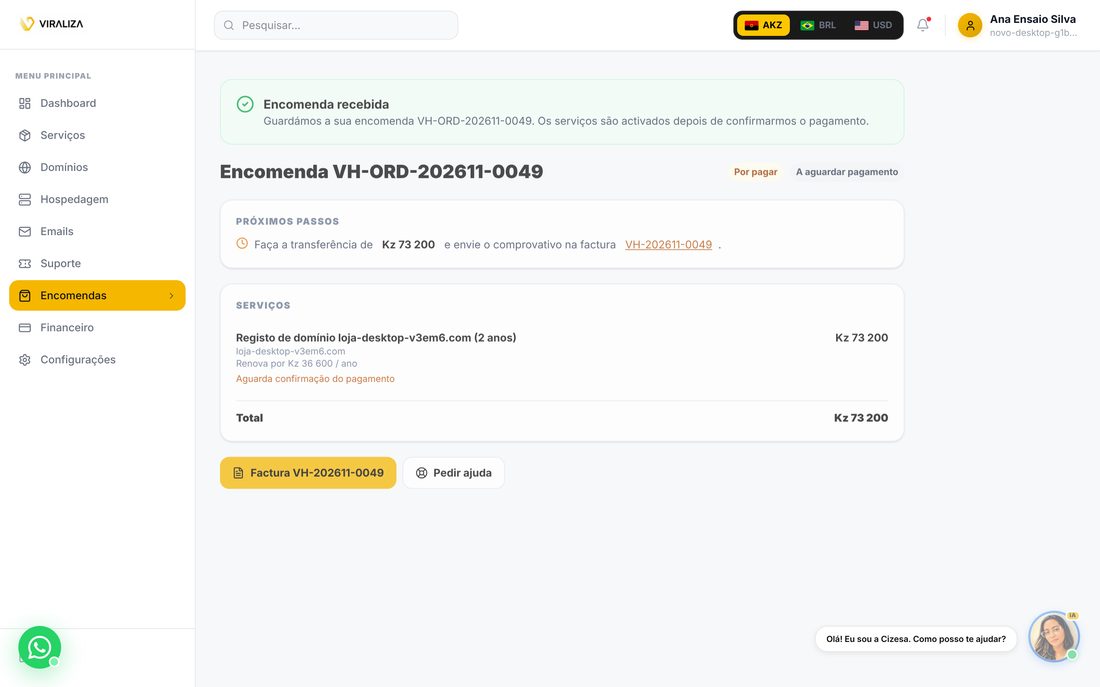 VIRALIZA
Pesquisar...
AKZ BRL USD
Ana Ensaio Silva
novo-desktop-g1b...
MENU PRINCIPAL
Dashboard
Serviços
Domínios
Hospedagem
Emails
Suporte
Encomendas
Financeiro
Configurações
Encomenda recebida
Guardámos a sua encomenda VH-ORD-202611-0049. Os serviços são activados depois de confirmarmos o pagamento.
Encomenda VH-ORD-202611-0049
Por pagar A aguardar pagamento
PRÓXIMOS PASSOS
Faça a transferência de Kz 73 200 e envie o comprovativo na factura VH-202611-0049 .
SERVIÇOS
Registo de domínio loja-desktop-v3em6.com (2 anos) Kz 73 200
loja-desktop-v3em6.com
Renova por Kz 36 600 / ano
Aguarda confirmação do pagamento
Total Kz 73 200
Factura VH-202611-0049 Pedir ajuda
IA
Olá! Eu sou a Cizesa. Como posso te ajudar?